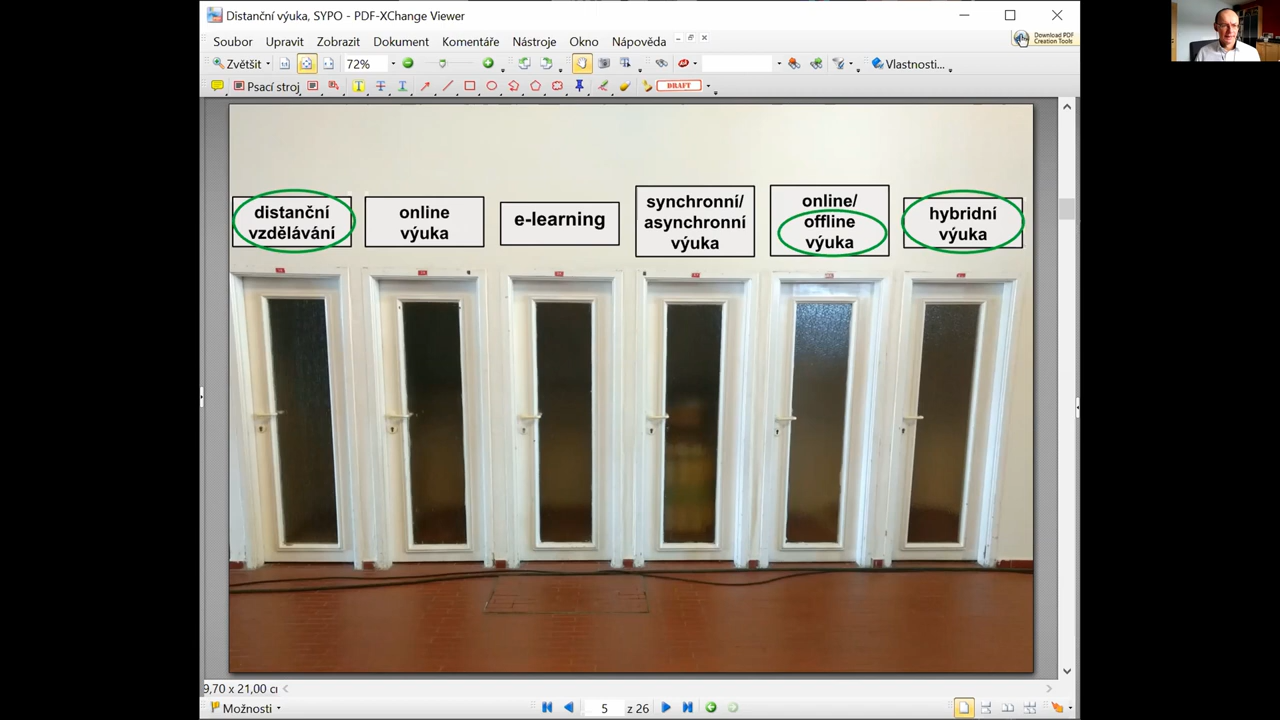 Distanční výuka, SYPO - PDF-XChange Viewer
Soubor Upravit Zobrazit Dokument Komentáře Nástroje Okno Nápověda
Download PDF
Creation Tools
Zvětšit 72% Vlastnosti...
Psací stroj DRAFT
distanční
vzdělávání
online
výuka
e-learning
synchronní/
asynchronní
výuka
online/
offline
výuka
hybridní
výuka
9,70 x 21,00 cı
Možnosti 5 z 26